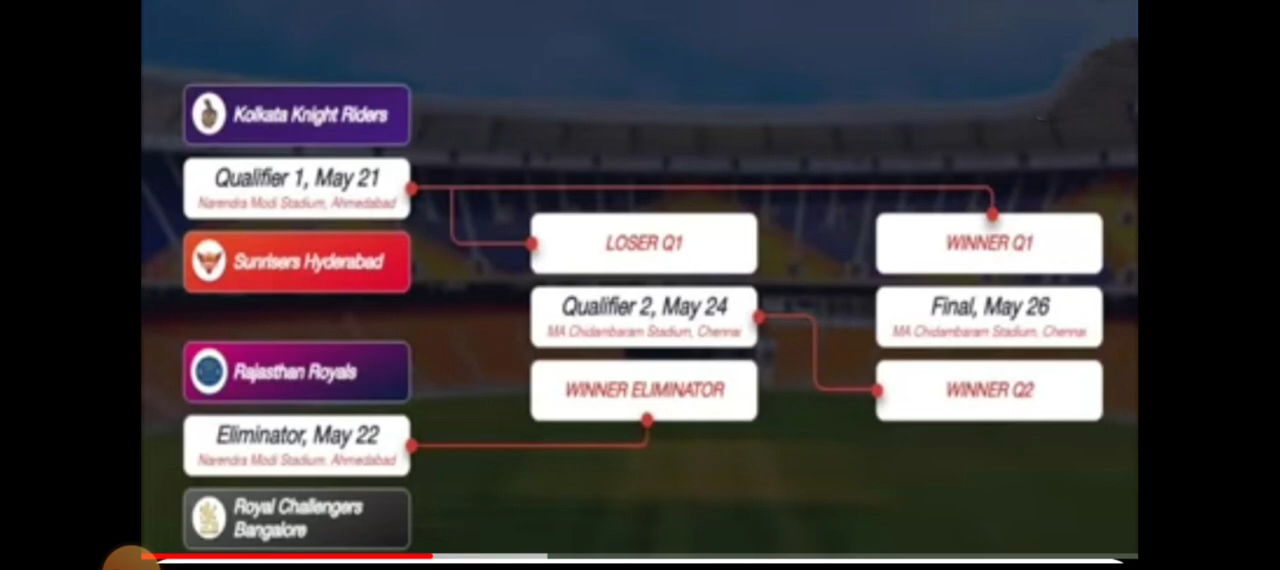 Kolkata Knight Riders
Qualifier 1, May 21
Narendra Modi Stadium, Ahmedabad
Sunrisers Hyderabad
Rajasthan Royals
Eliminator, May 22
Narendra Modi Stadium, Ahmedabad
Royal Challengers
Bangalore
LOSER Q1
Qualifier 2, May 24
MA Chidambaram Stadium, Chennai
WINNER ELIMINATOR
WINNER Q1
Final, May 26
MA Chidambaram Stadium, Chennai
WINNER Q2